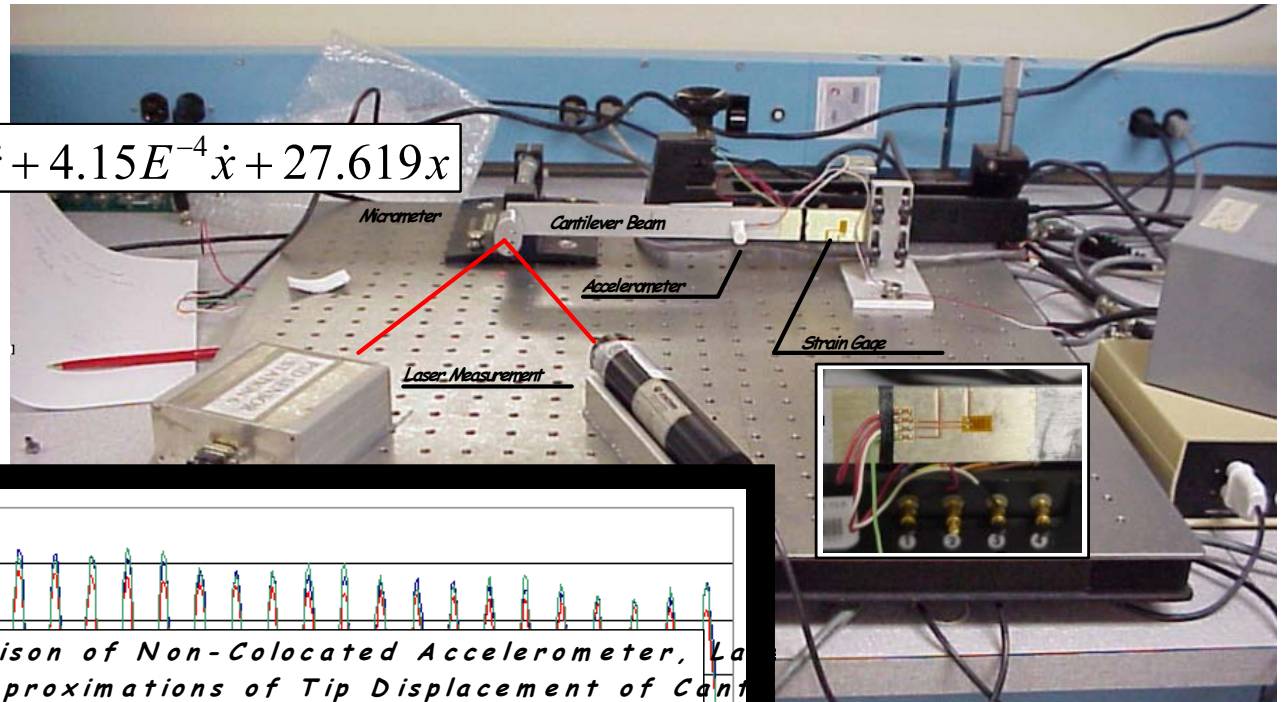 + 4.15E⁻⁴ẋ + 27.619x
Micrometer
Cantilever Beam
Accelerometer
Strain Gage
Laser Measurement
ison of Non-Colocated Accelerometer, La
proximations of Tip Displacement of Cant